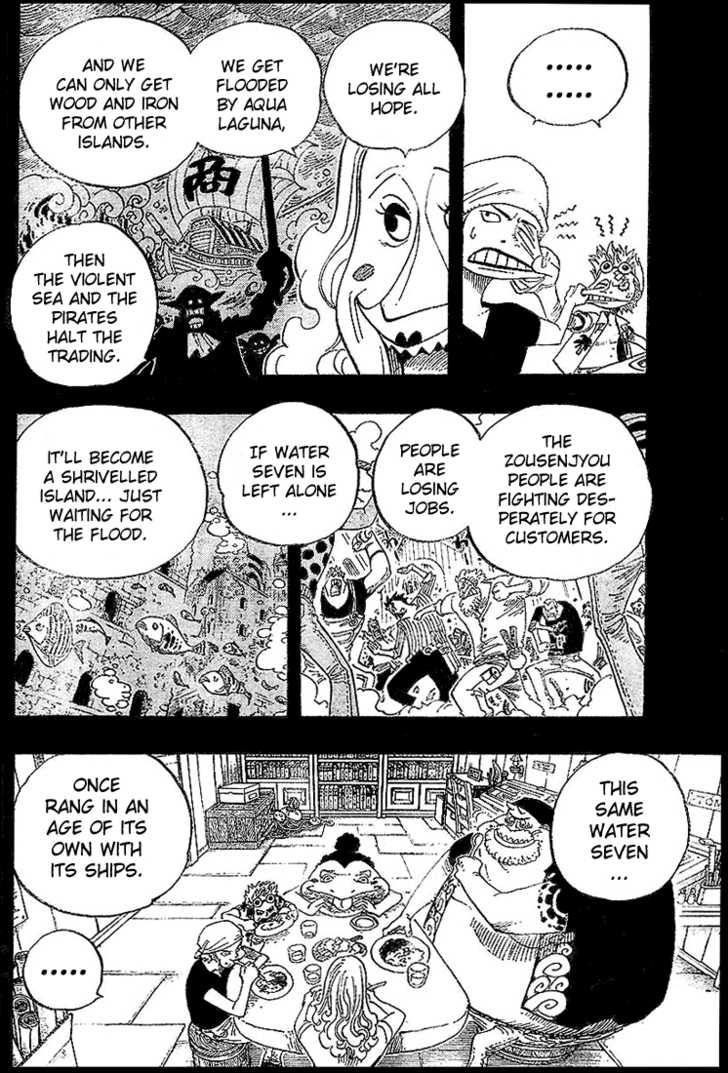 .....
.....
WE'RE
LOSING ALL
HOPE.
WE GET
FLOODED
BY AQUA
LAGUNA,
AND WE
CAN ONLY GET
WOOD AND IRON
FROM OTHER
ISLANDS.
商
THEN
THE VIOLENT
SEA AND THE
PIRATES
HALT THE
TRADING.
THE
ZOUSENJYOU
PEOPLE ARE
FIGHTING DES-
PERATELY FOR
CUSTOMERS.
PEOPLE
ARE
LOSING
JOBS.
IF WATER
SEVEN IS
LEFT ALONE
...
IT'LL BECOME
A SHRIVELLED
ISLAND... JUST
WAITING FOR
THE FLOOD.
THIS
SAME
WATER
SEVEN
...
ONCE
RANG IN AN
AGE OF ITS
OWN WITH
ITS SHIPS.
.....